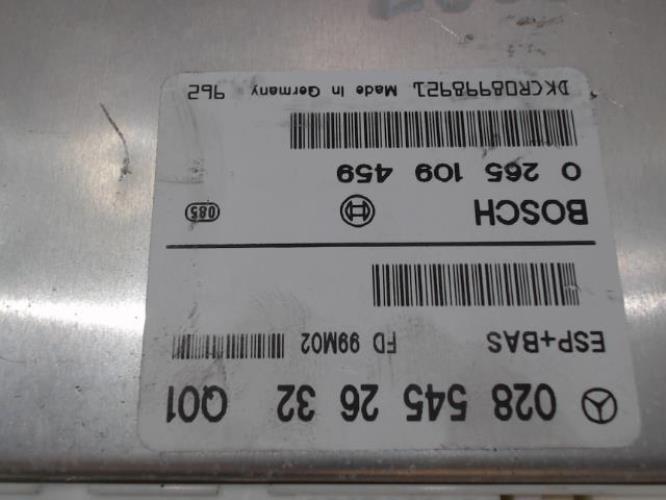 028 545 26 32 Q01
ESP+BAS FD 99M02
BOSCH 085
0 265 109 459
DKCR08998921 Made in Germany 962